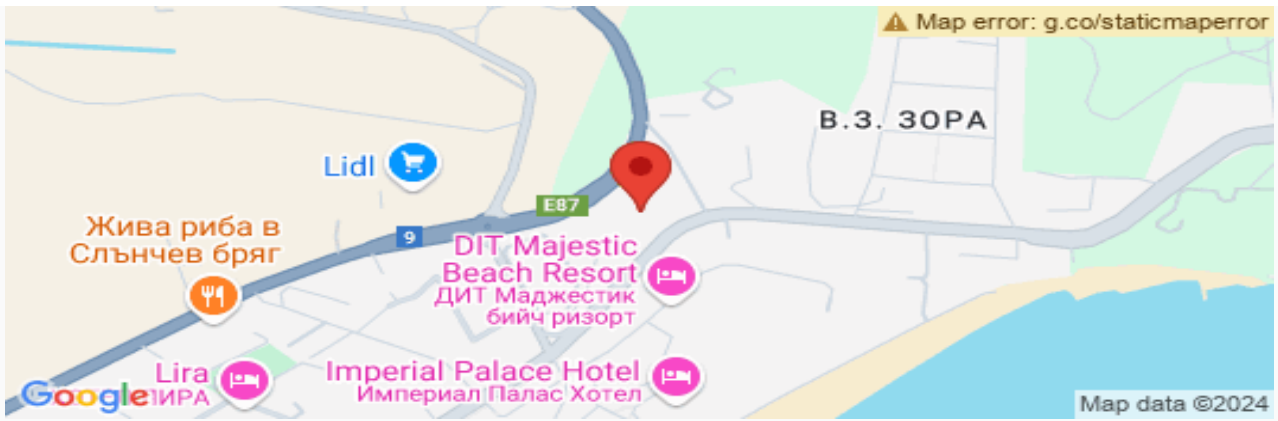 Map error: g.co/staticmaperror
В.З. ЗОРА
Lidl
E87
Жива риба в
Слънчев бряг
9
DIT Majestic
Beach Resort
ДИТ Маджестик
бийч ризорт
Lira
Imperial Palace Hotel
Империал Палас Хотел
Google
Map data ©2024